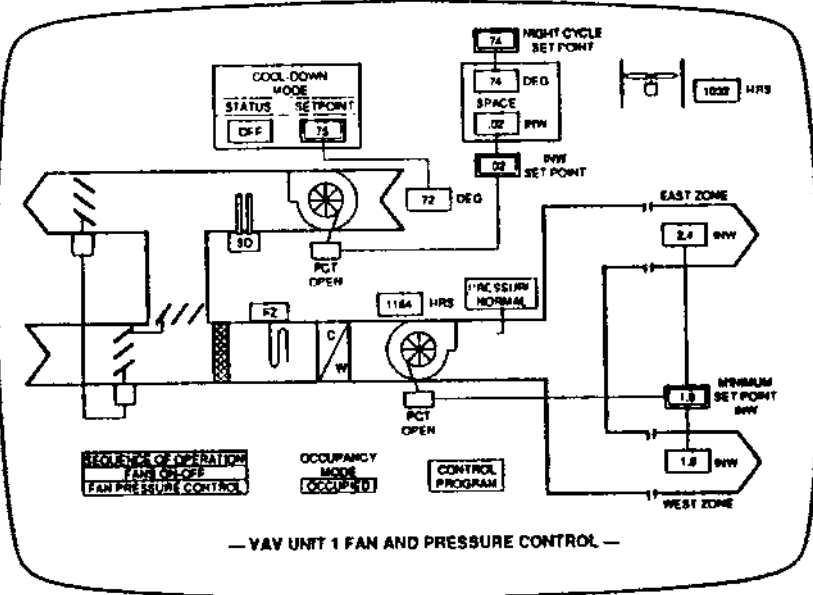 74
NIGHT CYCLE
SET POINT
COOL-DOWN
MODE
STATUS SETPOINT
OFF 75
74 DEG
SPACE
.02 INW
1032 HRS
.02
INW
SET POINT
72 DEG
EAST ZONE
2.4 INW
SD
PCT
OPEN
FZ
1164 HRS
PRESSURE
NORMAL
C
W
PCT
OPEN
MINIMUM
SET POINT
INW
INW
WEST ZONE
SEQUENCE OF OPERATION
FANS ON-OFF
FAN PRESSURE CONTROL
OCCUPANCY
MODE
OCCUPIED
CONTROL
PROGRAM
— VAV UNIT 1 FAN AND PRESSURE CONTROL —